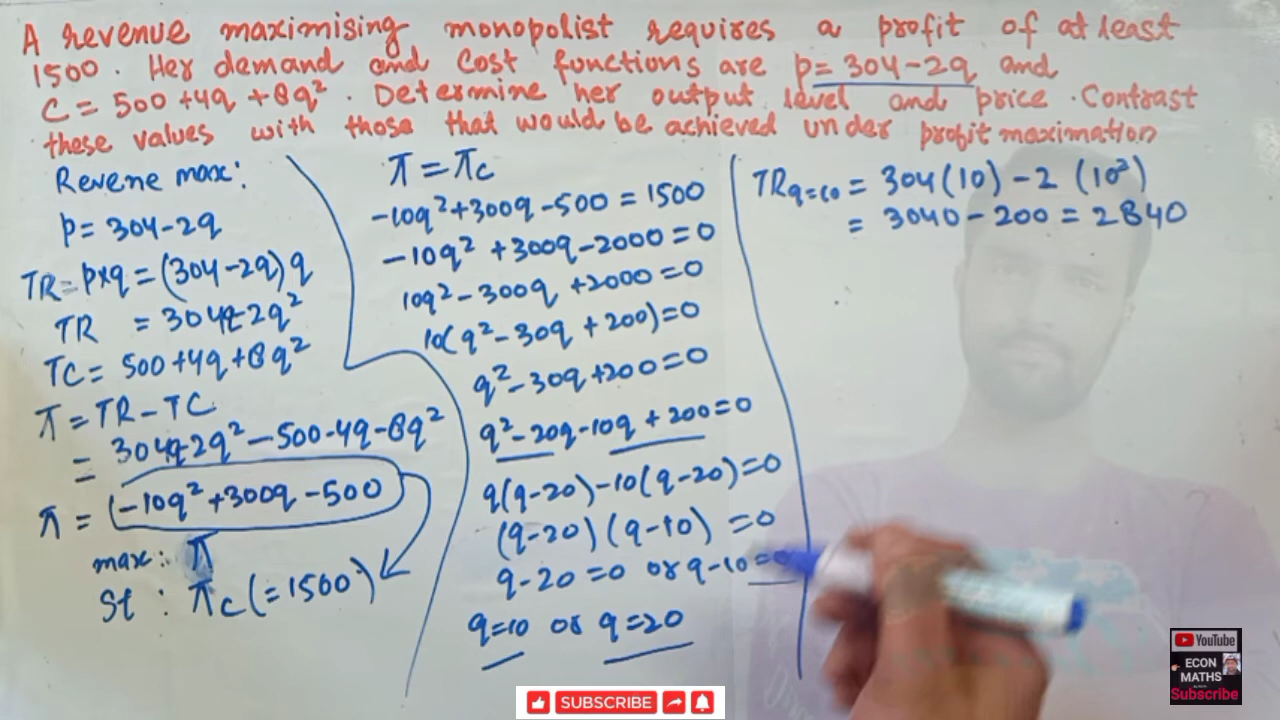 A revenue maximising monopolist requires a profit of at least
1500. Her demand and cost functions are p=304-2q and
C = 500+4q+8q². Determine her output level and price. Contrast
these values with those that would be achieved under profit maximation
Revene max:
p= 304-2q
TR=p×q=(304-2q)q
TR = 304q-2q²
TC= 500+4q+8q²
π=TR-TC
= 304q-2q²-500-4q-8q²
π = (-10q²+300q-500
max: π
St : πc(=1500)
π=πc
-10q²+300q-500=1500
-10q²+300q-2000=0
10q²-300q+2000=0
10(q²-30q+200)=0
q²-30q+200=0
q²-20q-10q+200=0
q(q-20)-10(q-20)=0
(q-20)(q-10)=0
q-20=0 or q-10=0
q=10 or q=20
TRq=10 = 304(10)-2(10²)
= 3040-200=2840
YouTube
ECON
MATHS
Subscribe
SUBSCRIBE